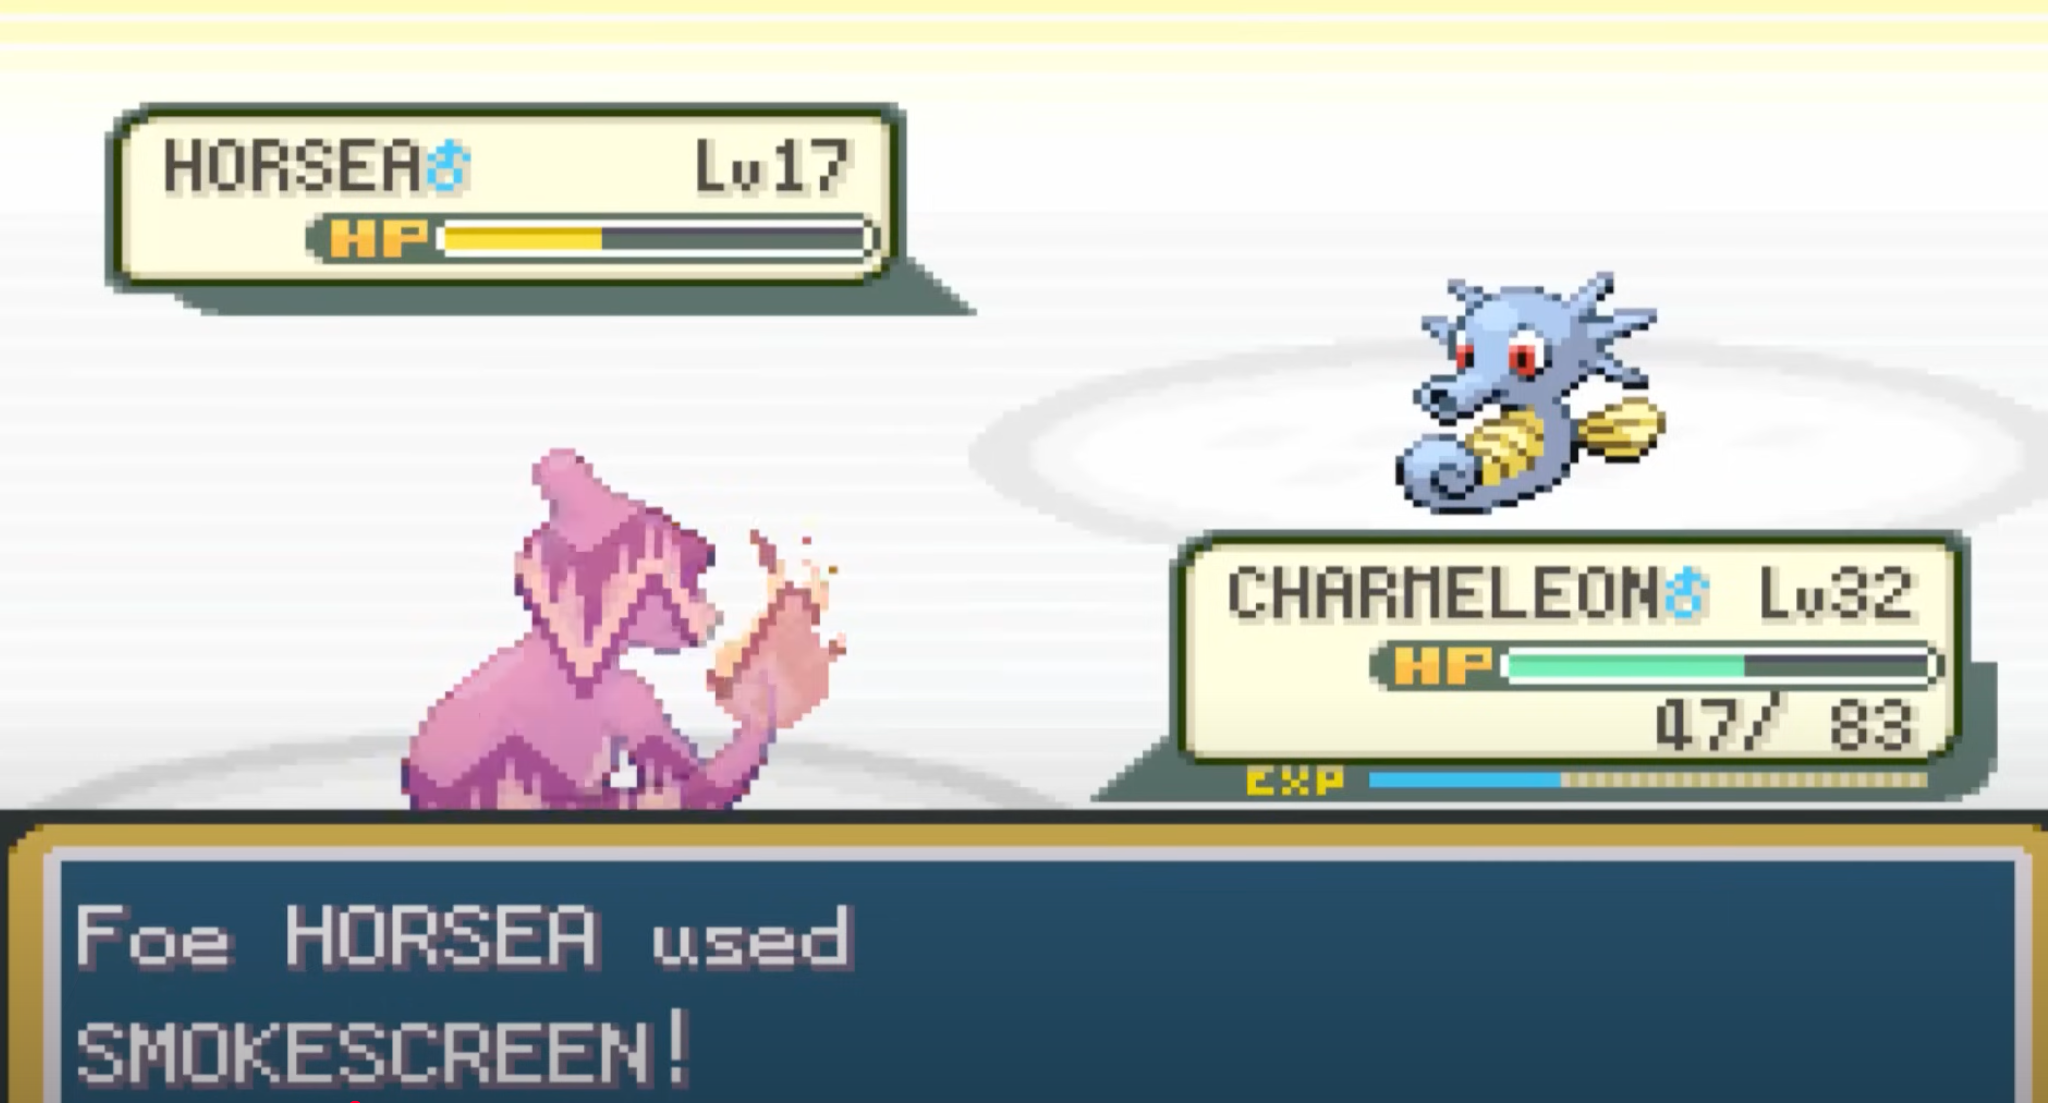 HORSEA♂ Lv17
HP
CHARMELEON♂ Lv32
HP
47/ 83
EXP
Foe HORSEA used
SMOKESCREEN!